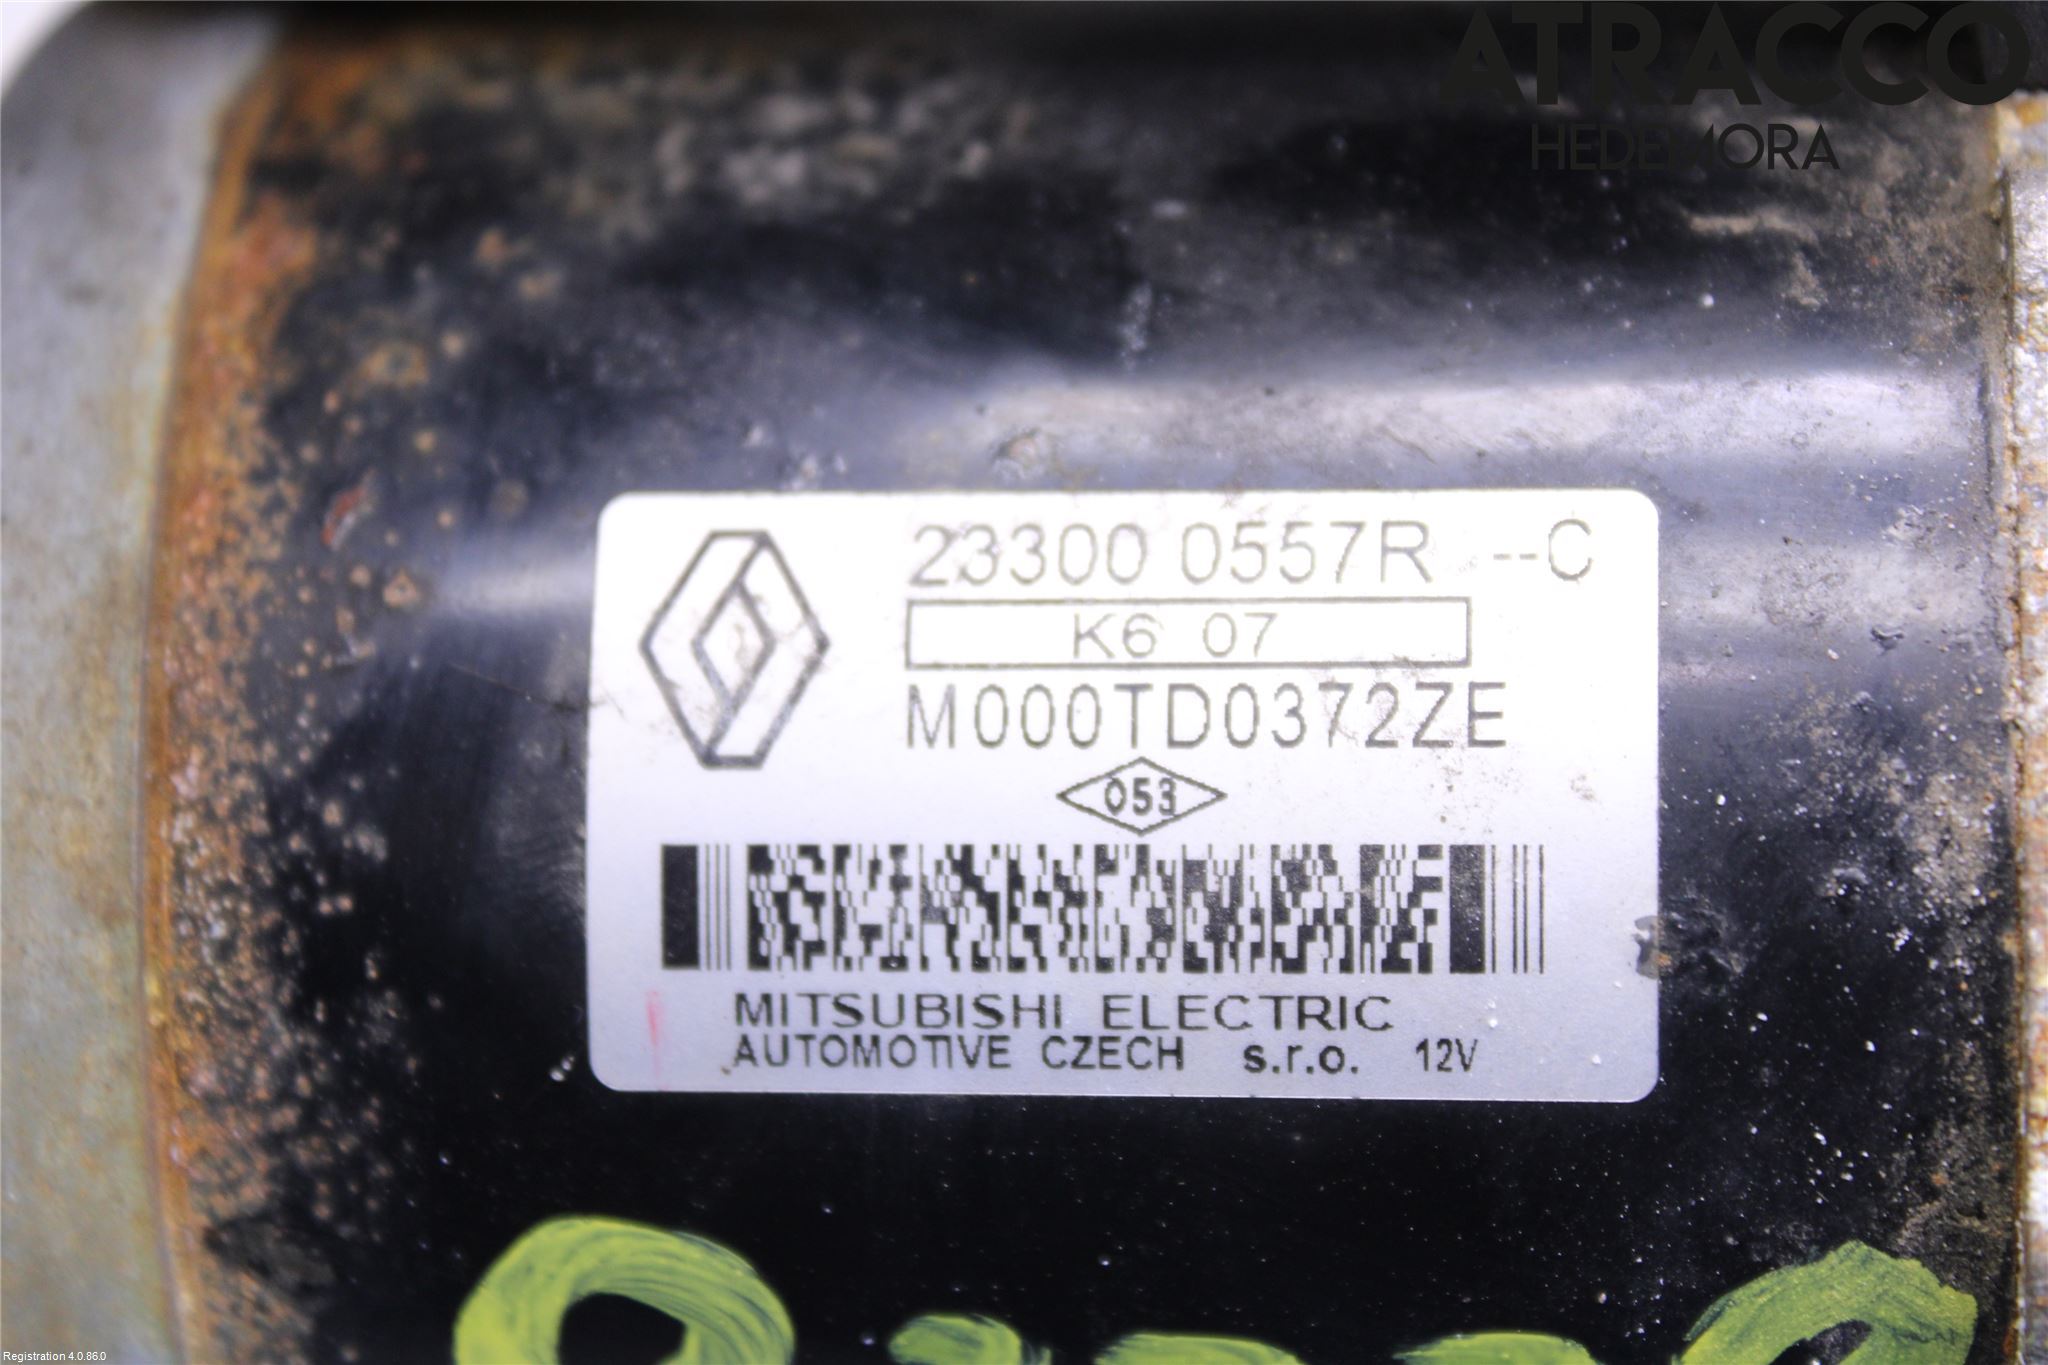 ATRACCO
HEDEMORA
23300 0557R --C
K6 07
M000TD0372ZE
053
MITSUBISHI ELECTRIC
AUTOMOTIVE CZECH s.r.o. 12V
Registration 4.0.86.0